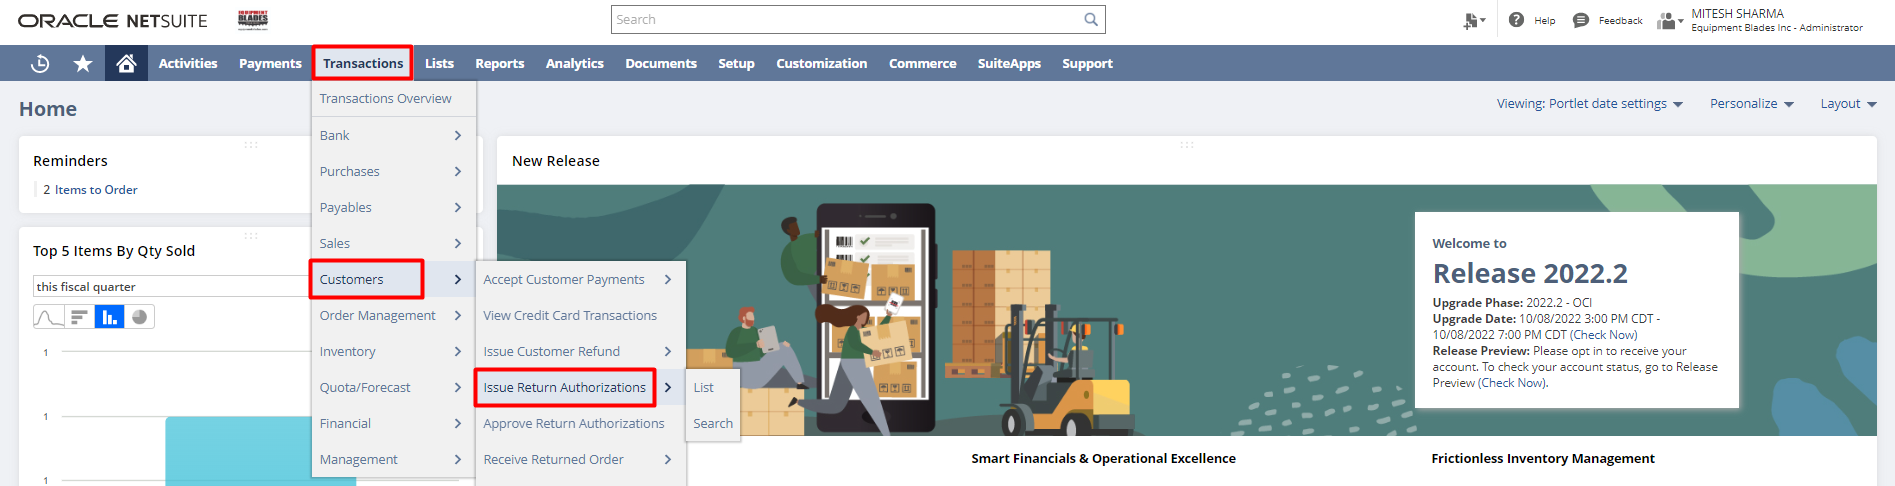 ORACLE NETSUITE
EQUIPMENT
BLADES
Search
Help
Feedback
MITESH SHARMA
Equipment Blades Inc - Administrator
Activities Payments Transactions Lists Reports Analytics Documents Setup Customization Commerce SuiteApps Support
Home
Viewing: Portlet date settings
Personalize
Layout
Transactions Overview
Bank
Purchases
Payables
Sales
Customers
Order Management
Inventory
Quota/Forecast
Financial
Management
Accept Customer Payments
View Credit Card Transactions
Issue Customer Refund
Issue Return Authorizations
Approve Return Authorizations
Receive Returned Order
List
Search
Reminders
2 Items to Order
Top 5 Items By Qty Sold
this fiscal quarter
1
1
1
New Release
Welcome to
Release 2022.2
Upgrade Phase: 2022.2 - OCI
Upgrade Date: 10/08/2022 3:00 PM CDT -
10/08/2022 7:00 PM CDT (Check Now)
Release Preview: Please opt in to receive your
account. To check your account status, go to Release
Preview (Check Now).
Smart Financials & Operational Excellence
Frictionless Inventory Management